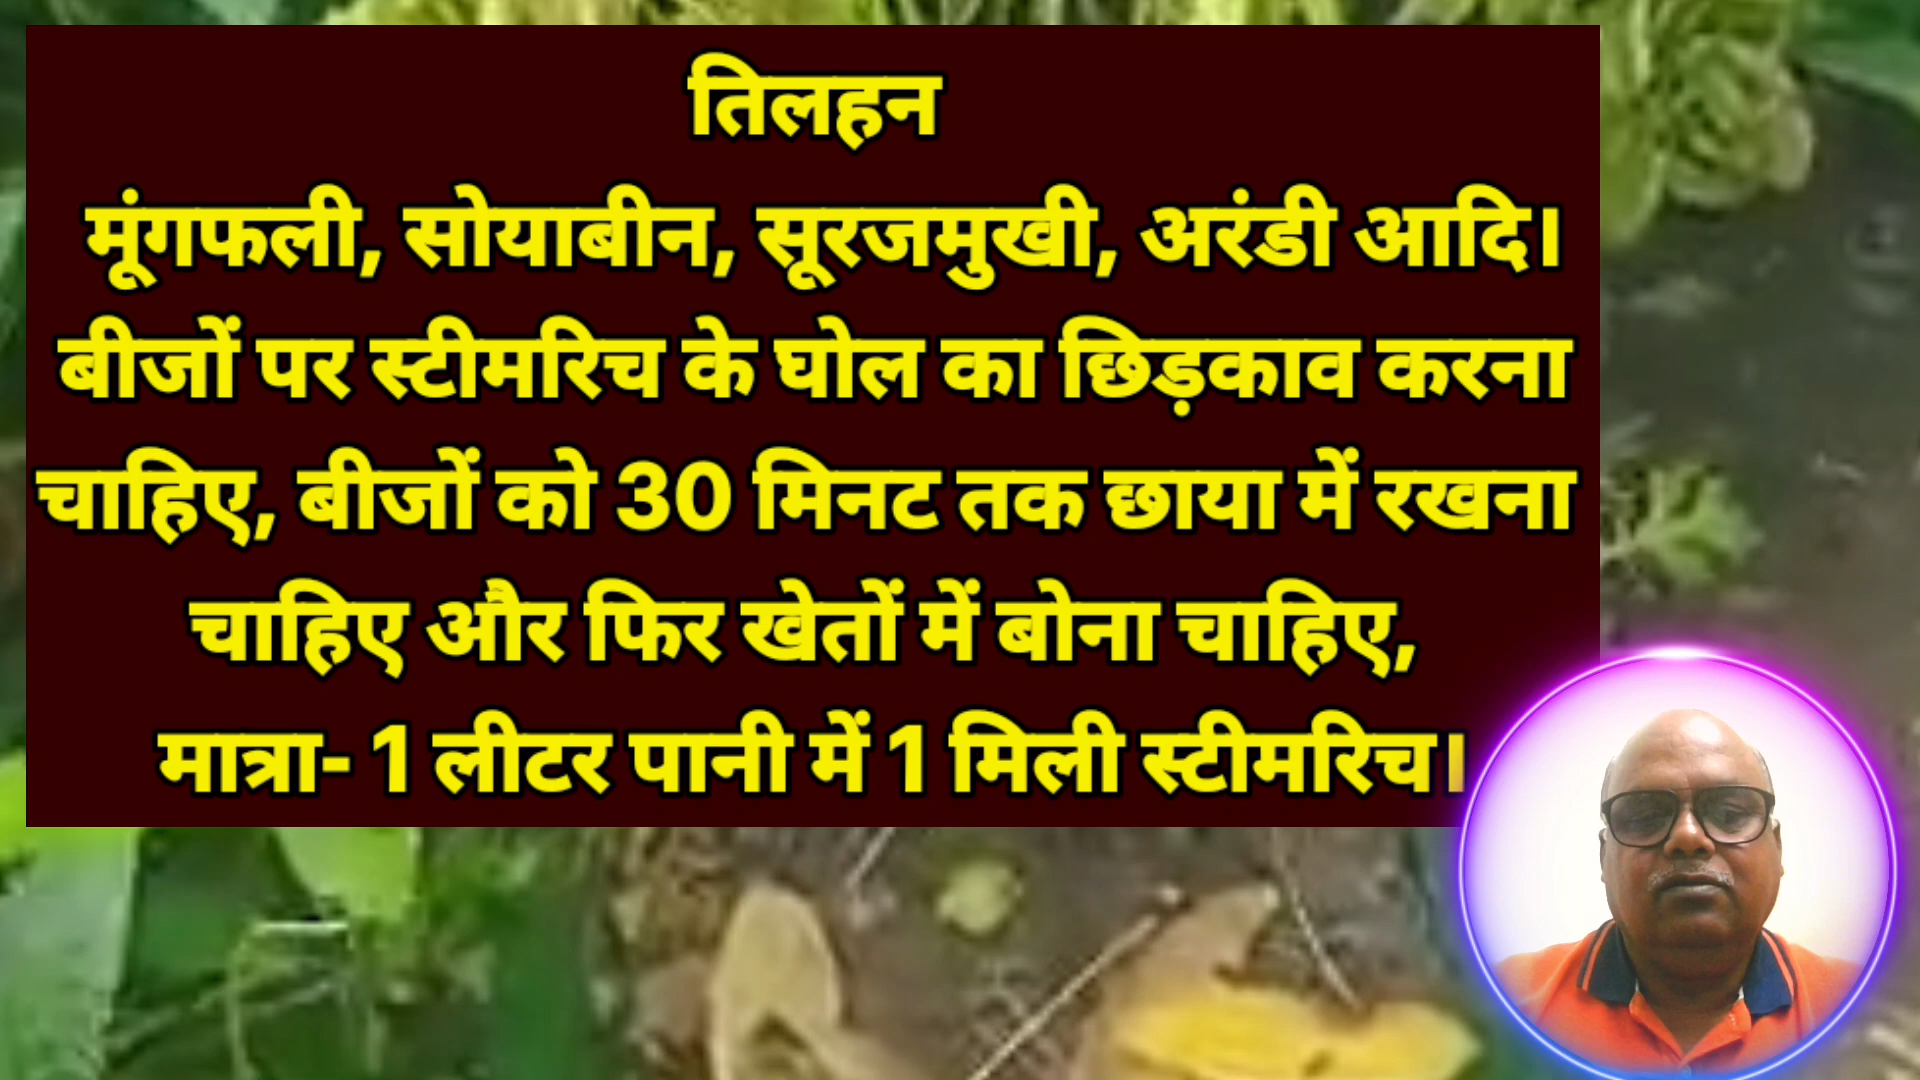 तिलहन
मूंगफली, सोयाबीन, सूरजमुखी, अरंडी आदि।
बीजों पर स्टीमरिच के घोल का छिड़काव करना
चाहिए, बीजों को 30 मिनट तक छाया में रखना
चाहिए और फिर खेतों में बोना चाहिए,
मात्रा- 1 लीटर पानी में 1 मिली स्टीमरिच।